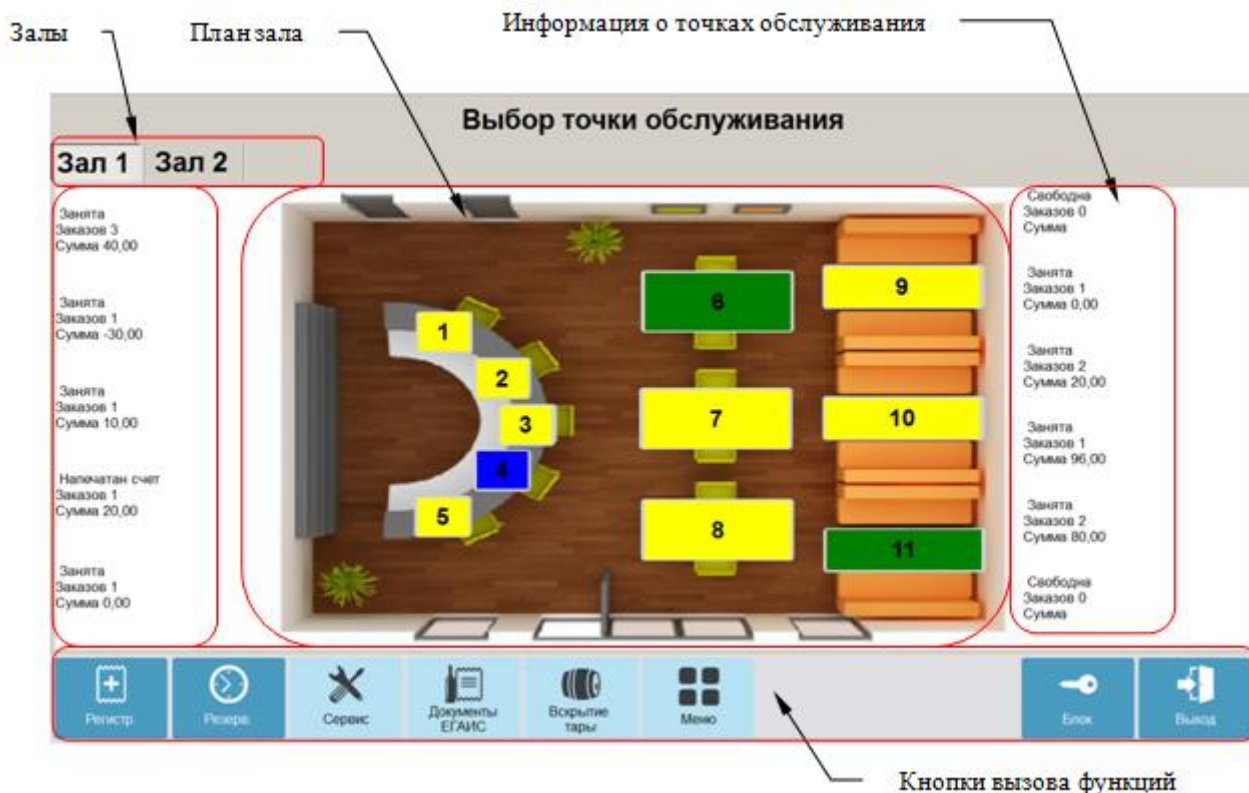 Залы
План зала
Информация о точках обслуживания
Выбор точки обслуживания
Зал 1
Зал 2
Занята
Заказов 3
Сумма 40,00
Занята
Заказов 1
Сумма -30,00
Занята
Заказов 1
Сумма 10,00
Напечатан счет
Заказов 1
Сумма 20,00
Занята
Заказов 1
Сумма 0,00
1
2
3
4
5
6
7
8
9
10
11
Свободна
Заказов 0
Сумма
Занята
Заказов 1
Сумма 0,00
Занята
Заказов 2
Сумма 20,00
Занята
Заказов 1
Сумма 96,00
Занята
Заказов 2
Сумма 80,00
Свободна
Заказов 0
Сумма
Регистр.
Резерв.
Сервис
Документы
ЕГАИС
Вскрытие
тары
Меню
Блок
Выход
Кнопки вызова функций